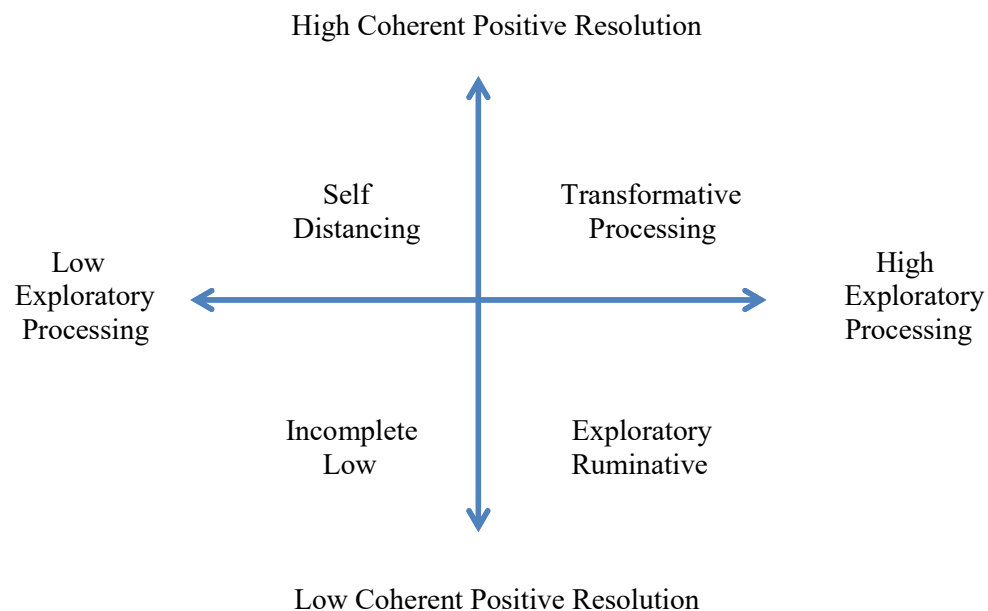 High Coherent Positive Resolution
Self
Distancing
Transformative
Processing
Low
Exploratory
Processing
High
Exploratory
Processing
Incomplete
Low
Exploratory
Ruminative
Low Coherent Positive Resolution